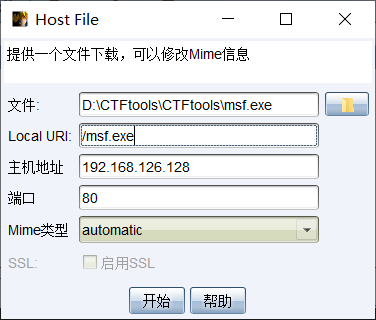 Host File
提供一个文件下载，可以修改Mime信息
文件: D:\CTFtools\CTFtools\msf.exe
Local URI: /msf.exe
主机地址 192.168.126.128
端口 80
Mime类型 automatic
SSL: 启用SSL
开始 帮助